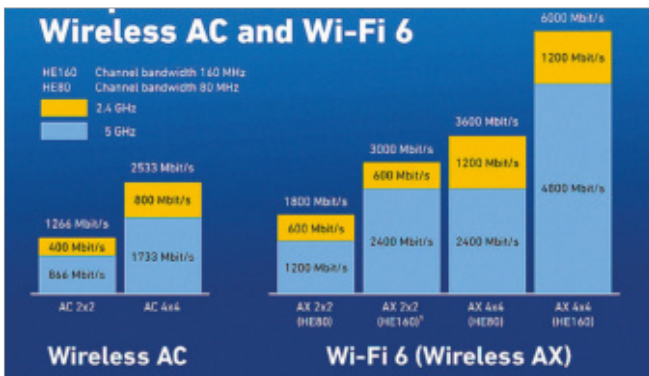 Wireless AC and Wi-Fi 6
HE160 Channel bandwidth 160 MHz
HE80 Channel bandwidth 80 MHz
2.4 GHz
5 GHz
1266 Mbit/s
400 Mbit/s
866 Mbit/s
AC 2x2
2533 Mbit/s
800 Mbit/s
1733 Mbit/s
AC 4x4
Wireless AC
1800 Mbit/s
600 Mbit/s
1200 Mbit/s
AX 2x2
(HE80)
3000 Mbit/s
600 Mbit/s
2400 Mbit/s
AX 2x2
(HE160)
3600 Mbit/s
1200 Mbit/s
2400 Mbit/s
AX 4x4
(HE80)
6000 Mbit/s
1200 Mbit/s
4800 Mbit/s
AX 4x4
(HE160)
Wi-Fi 6 (Wireless AX)